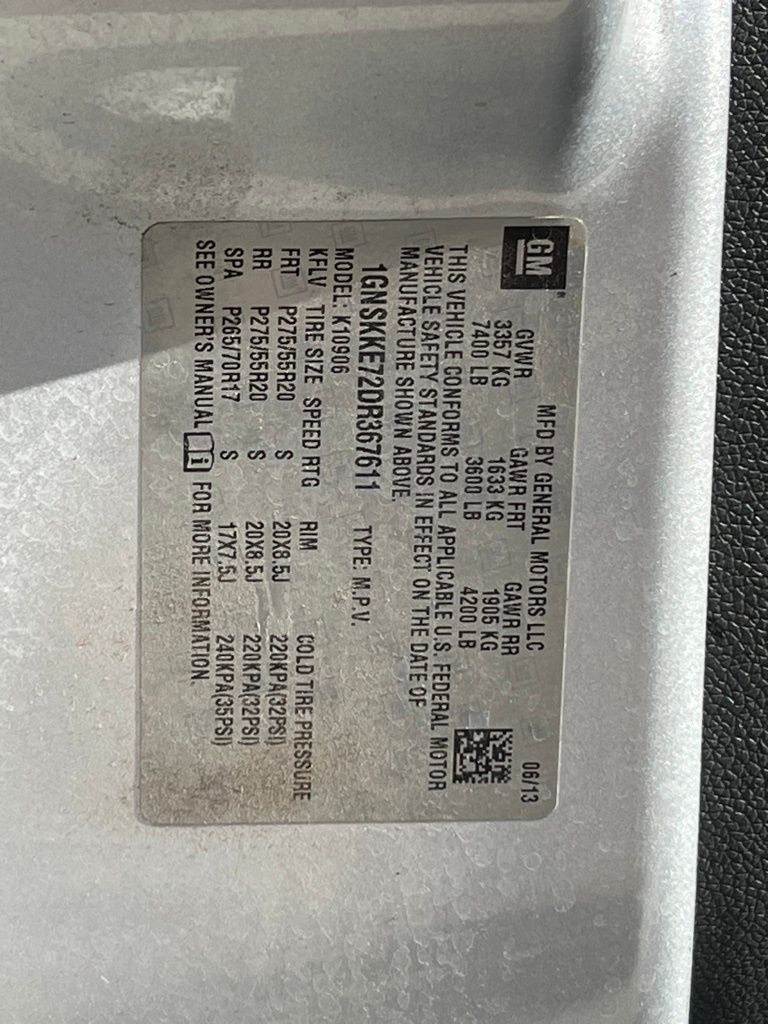 GM ®
MFD BY GENERAL MOTORS LLC 06/13
GVWR GAWR FRT GAWR RR
3357 KG 1633 KG 1905 KG
7400 LB 3600 LB 4200 LB
THIS VEHICLE CONFORMS TO ALL APPLICABLE U.S. FEDERAL MOTOR
VEHICLE SAFETY STANDARDS IN EFFECT ON THE DATE OF
MANUFACTURE SHOWN ABOVE.
1GNSKKE72DR367611 TYPE: M.P.V.
MODEL: K10906
KFLV TIRE SIZE SPEED RTG RIM COLD TIRE PRESSURE
FRT P275/55R20 S 20X8.5J 220KPA(32PSI)
RR P275/55R20 S 20X8.5J 220KPA(32PSI)
SPA P265/70R17 S 17X7.5J 240KPA(35PSI)
SEE OWNER'S MANUAL i FOR MORE INFORMATION.